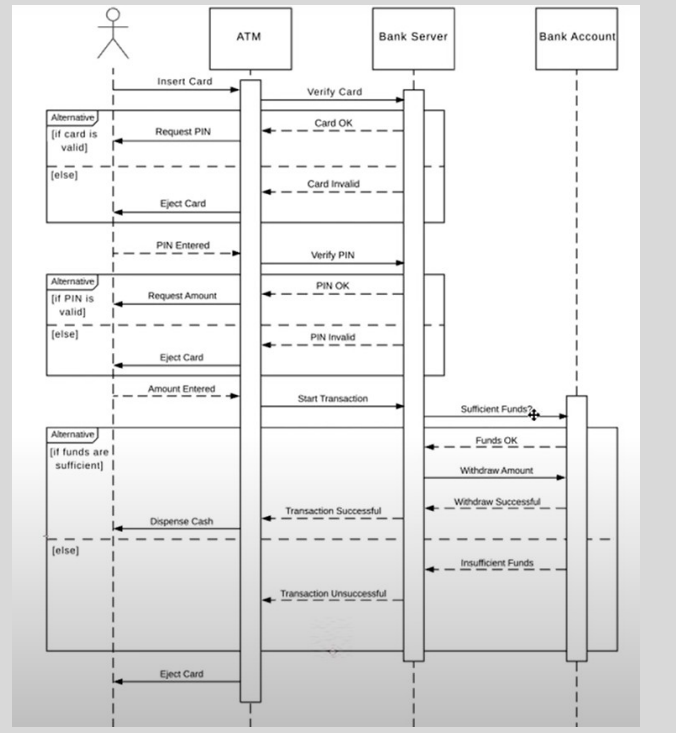 ATM
Bank Server
Bank Account
Insert Card
Verify Card
Alternative
[if card is
valid]
Card OK
Request PIN
[else]
Card Invalid
Eject Card
PIN Entered
Verify PIN
Alternative
[if PIN is
valid]
PIN OK
Request Amount
[else]
PIN Invalid
Eject Card
Amount Entered
Start Transaction
Sufficient Funds?
Alternative
[if funds are
sufficient]
Funds OK
Withdraw Amount
Withdraw Successful
Transaction Successful
Dispense Cash
[else]
Insufficient Funds
Transaction Unsuccessful
Eject Card